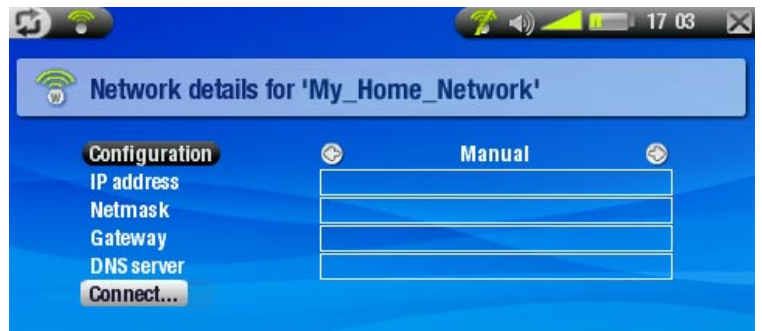 17 03
Network details for 'My_Home_Network'
Configuration Manual
IP address
Netmask
Gateway
DNS server
Connect...